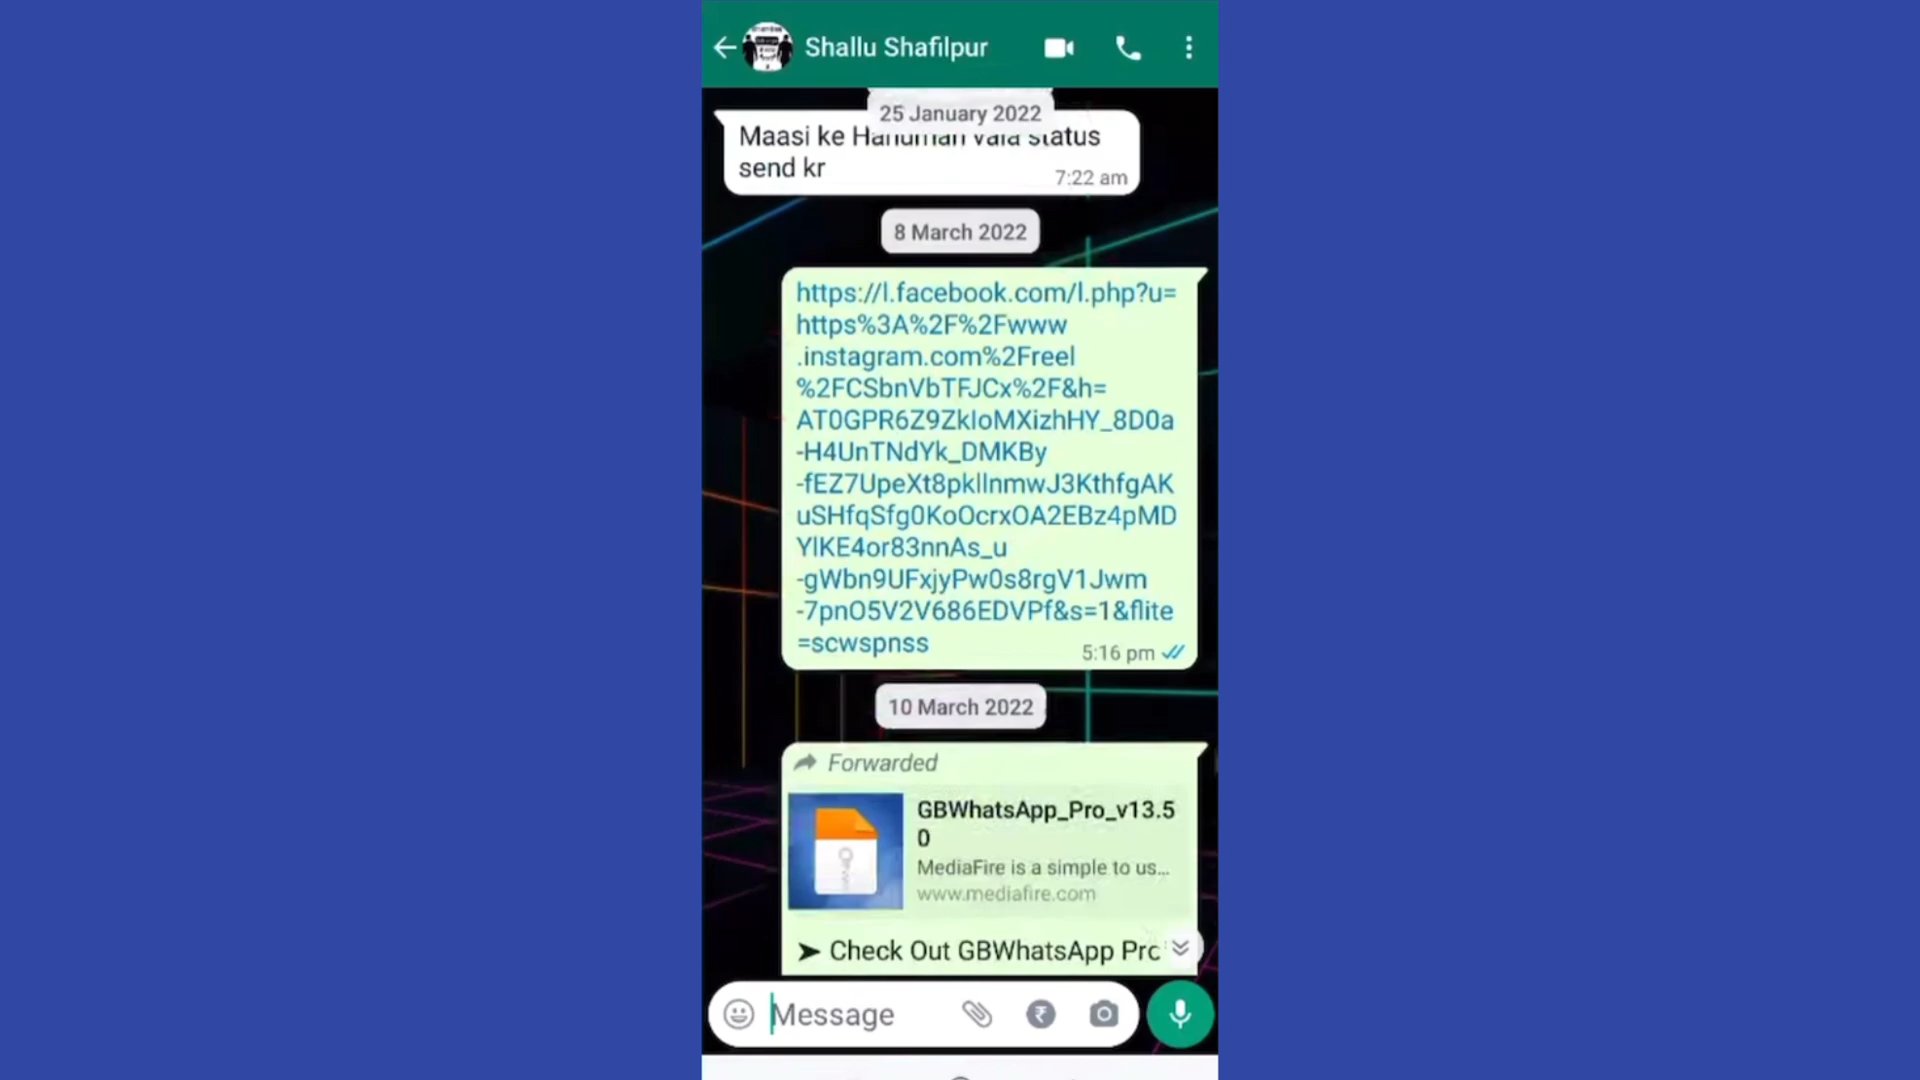 Shallu Shafilpur
25 January 2022
Maasi ke Hanuman vala status
send kr
7:22 am
8 March 2022
https://l.facebook.com/l.php?u=
https%3A%2F%2Fwww
.instagram.com%2Freel
%2FCSbnVbTFJCx%2F&h=
AT0GPR6Z9ZkIoMXizhHY_8D0a
-H4UnTNdYk_DMKBy
-fEZ7UpeXt8pklInmwJ3KthfgAK
uSHfqSfg0KoOcrxOA2EBz4pMD
YlKE4or83nnAs_u
-gWbn9UFxjyPw0s8rgV1Jwm
-7pnO5V2V686EDVPf&s=1&flite
=scwspnss
5:16 pm
10 March 2022
Forwarded
GBWhatsApp_Pro_v13.5
0
MediaFire is a simple to us...
www.mediafire.com
➤ Check Out GBWhatsApp Pro
Message